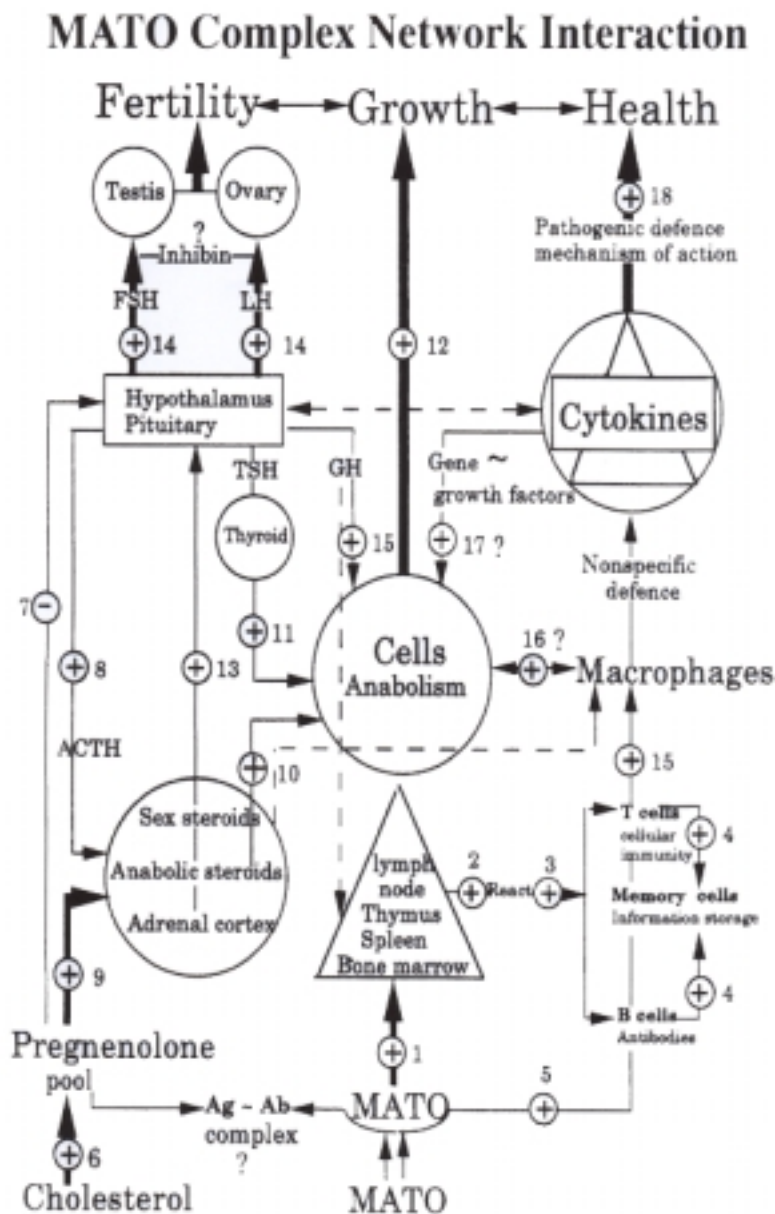 MATO Complex Network Interaction
Fertility Growth Health
Testis Ovary
18
Pathogenic defence
mechanism of action
?
Inhibin
FSH LH
14 14 12
Hypothalamus
Pituitary
Cytokines
TSH GH Gene ~
growth factors
Thyroid
15 17 ?
Nonspecific
defence
7
11
8 13
Cells
Anabolism
16 ?
Macrophages
ACTH
10
15
Sex steroids
Anabolic steroids
Adrenal cortex
lymph
node
Thymus
Spleen
Bone marrow
2 React 3
T cells
cellular
immunity
4
Memory cells
Information storage
4
B cells
Antibodies
9
Pregnenolone
pool
1
5
Ag - Ab
complex
?
MATO
6
Cholesterol MATO